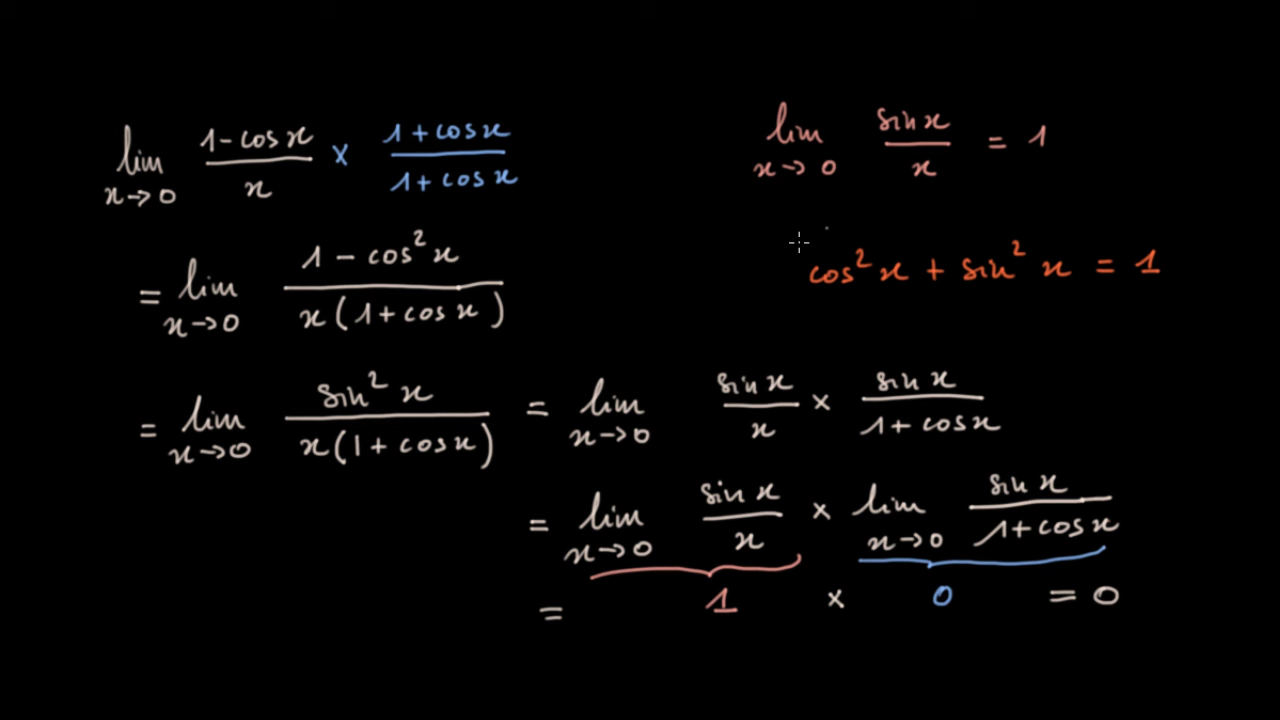 lim x→0 (1-cos x)/x × (1+cos x)/(1+cos x)
lim x→0 sin x/x = 1
= lim x→0 (1 - cos² x)/(x(1+cos x))
cos² x + sin² x = 1
= lim x→0 sin² x/(x(1+cos x)) = lim x→0 sin x/x × sin x/(1+cos x)
= lim x→0 sin x/x × lim x→0 sin x/(1+cos x)
= 1 × 0 = 0